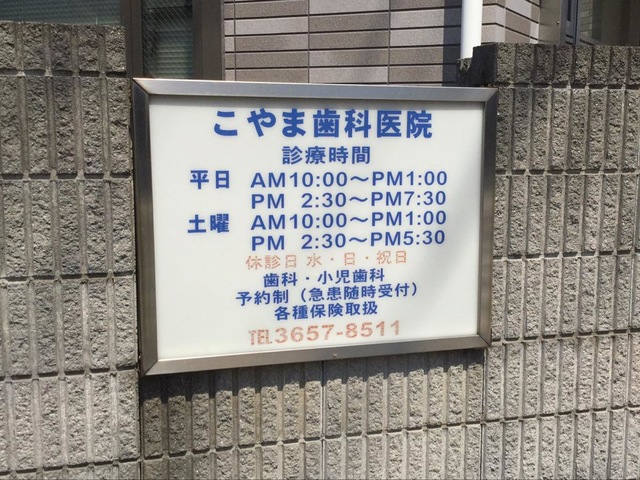 こやま歯科医院
診療時間
平日 AM10:00〜PM1:00
PM 2:30〜PM7:30
土曜 AM10:00〜PM1:00
PM 2:30〜PM5:30
休診日 水・日・祝日
歯科・小児歯科
予約制（急患随時受付）
各種保険取扱
TEL3657-8511